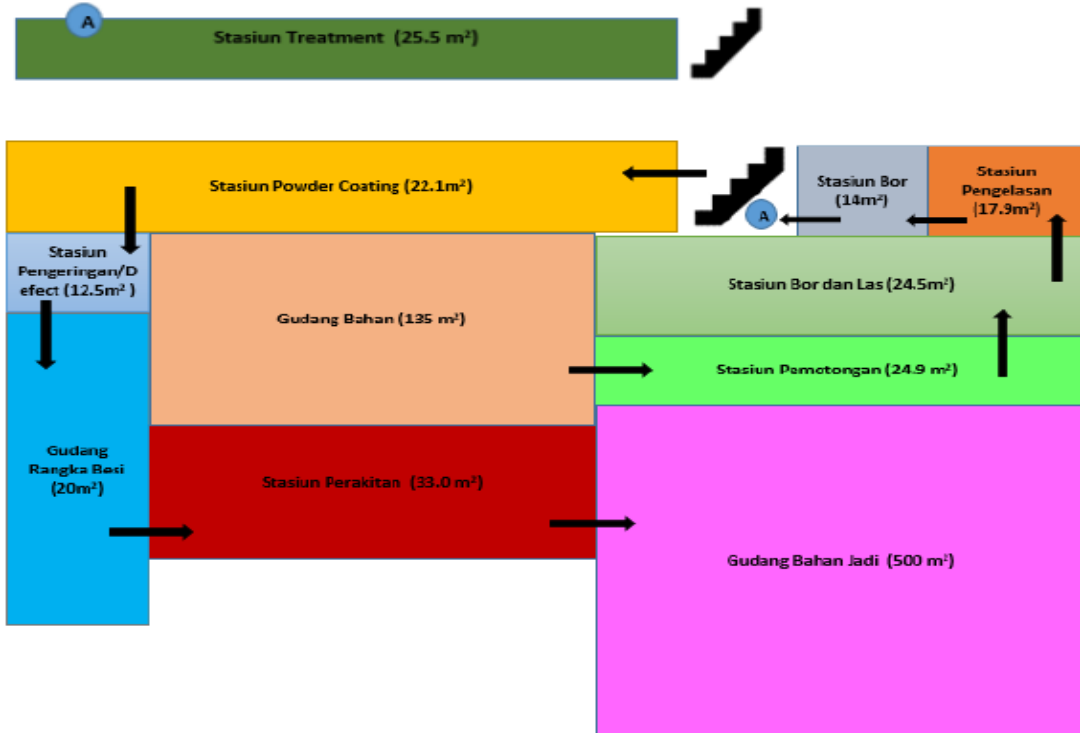 A
Stasiun Treatment (25.5 m²)
Stasiun Powder Coating (22.1m²)
A
Stasiun Bor
(14m²)
Stasiun
Pengelasan
(17.9m²)
Stasiun
Pengeringan/D
efect (12.5m² )
Gudang Bahan (135 m²)
Stasiun Bor dan Las (24.5m²)
Stasiun Pemotongan (24.9 m²)
Gudang
Rangka Besi
(20m²)
Stasiun Perakitan (33.0 m²)
Gudang Bahan Jadi (500 m²)